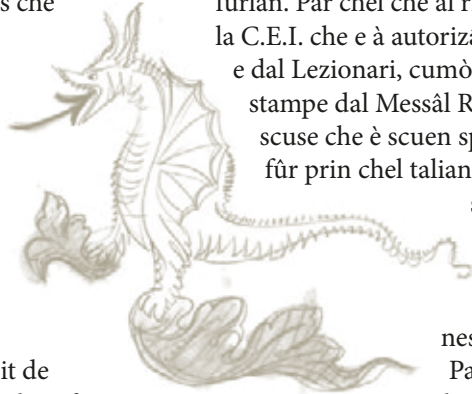 s che
it de
furlan. Par chel che al r
la C.E.I. che e à autorizâ
e dal Lezionari, cumò
stampe dal Messâl R
scuse che è scuen sp
fûr prin chel talian
nes
Pa